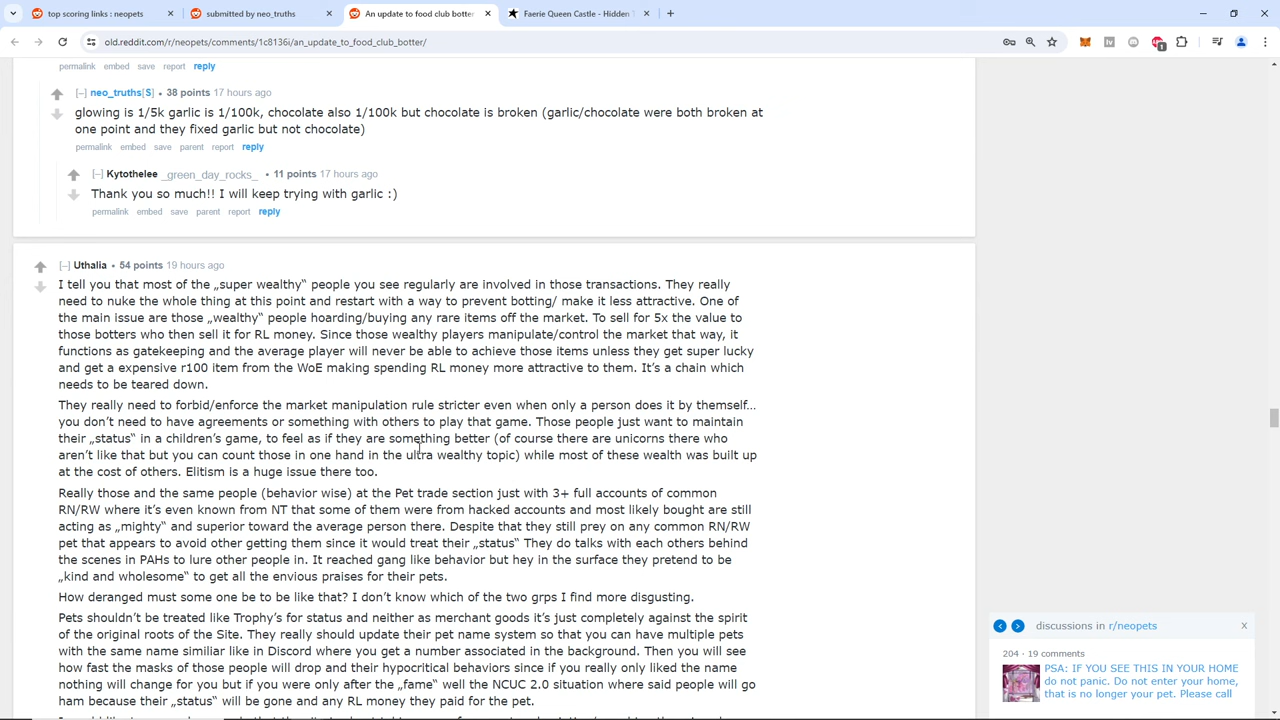 top scoring links : neopets
submitted by neo_truths
An update to food club botter
Faerie Queen Castle - Hidden T
old.reddit.com/r/neopets/comments/1c8136i/an_update_to_food_club_botter/
permalink embed save report reply
[–] neo_truths[S] • 38 points 17 hours ago
glowing is 1/5k garlic is 1/100k, chocolate also 1/100k but chocolate is broken (garlic/chocolate were both broken at
one point and they fixed garlic but not chocolate)
permalink embed save parent report reply
[–] Kytothelee _green_day_rocks_ • 11 points 17 hours ago
Thank you so much!! I will keep trying with garlic :)
permalink embed save parent report reply
[–] Uthalia • 54 points 19 hours ago
I tell you that most of the „super wealthy“ people you see regularly are involved in those transactions. They really
need to nuke the whole thing at this point and restart with a way to prevent botting/ make it less attractive. One of
the main issue are those „wealthy“ people hoarding/buying any rare items off the market. To sell for 5x the value to
those botters who then sell it for RL money. Since those wealthy players manipulate/control the market that way, it
functions as gatekeeping and the average player will never be able to achieve those items unless they get super lucky
and get a expensive r100 item from the WoE making spending RL money more attractive to them. It’s a chain which
needs to be teared down.
They really need to forbid/enforce the market manipulation rule stricter even when only a person does it by themself…
you don’t need to have agreements or something with others to play that game. Those people just want to maintain
their „status“ in a children’s game, to feel as if they are something better (of course there are unicorns there who
aren’t like that but you can count those in one hand in the ultra wealthy topic) while most of these wealth was built up
at the cost of others. Elitism is a huge issue there too.
Really those and the same people (behavior wise) at the Pet trade section just with 3+ full accounts of common
RN/RW where it’s even known from NT that some of them were from hacked accounts and most likely bought are still
acting as „mighty“ and superior toward the average person there. Despite that they still prey on any common RN/RW
pet that appears to avoid other getting them since it would treat their „status“ They do talks with each others behind
the scenes in PAHs to lure other people in. It reached gang like behavior but hey in the surface they pretend to be
„kind and wholesome“ to get all the envious praises for their pets.
How deranged must some one be to be like that? I don’t know which of the two grps I find more disgusting.
Pets shouldn’t be treated like Trophy’s for status and neither as merchant goods it’s just completely against the spirit
of the original roots of the Site. They really should update their pet name system so that you can have multiple pets
with the same name similiar like in Discord where you get a number associated in the background. Then you will see
how fast the masks of those people will drop and their hypocritical behaviors since if you really only liked the name
nothing will change for you but if you were only after the „fame“ well the NCUC 2.0 situation where said people will go
ham because their „status“ will be gone and any RL money they paid for the pet.
discussions in r/neopets X
204 · 19 comments
PSA: IF YOU SEE THIS IN YOUR HOME
do not panic. Do not enter your home,
that is no longer your pet. Please call